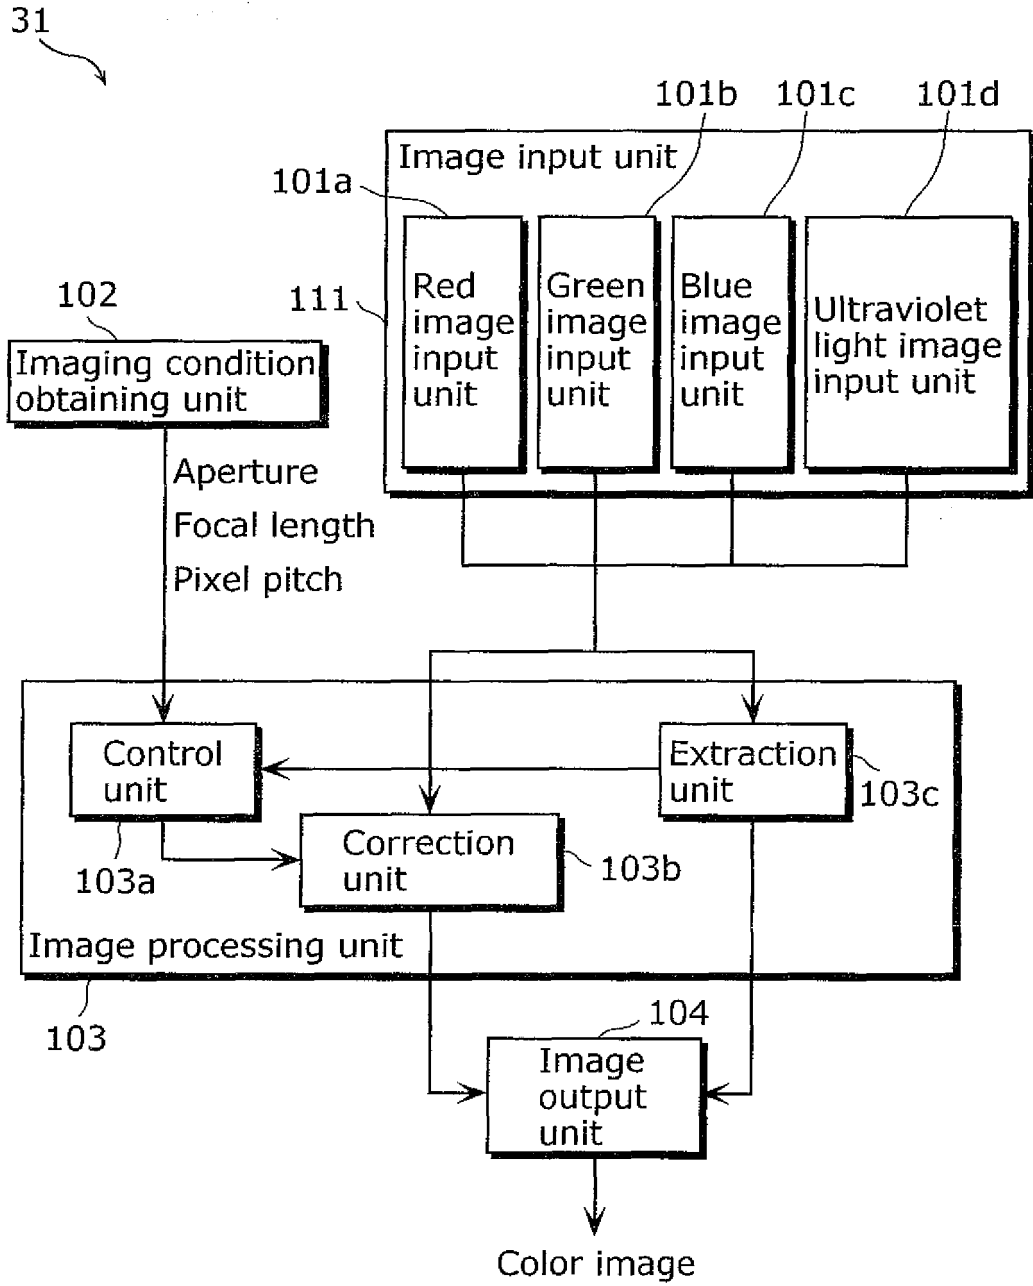 31
101b
101c
101d
Image input unit
101a
Red
image
input
unit
Green
image
input
unit
Blue
image
input
unit
Ultraviolet
light image
input unit
111
102
Imaging condition
obtaining unit
Aperture
Focal length
Pixel pitch
Control
unit
Extraction
unit
103c
103a
Correction
unit
103b
Image processing unit
103
104
Image
output
unit
Color image